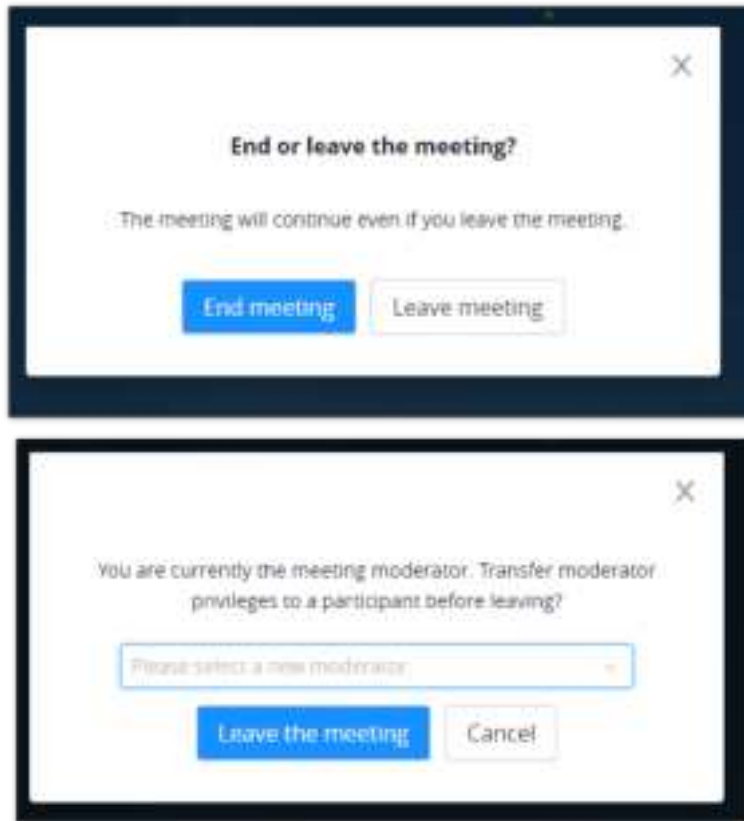 End or leave the meeting?
The meeting will continue even if you leave the meeting.
End meeting
Leave meeting
You are currently the meeting moderator. Transfer moderator
privileges to a participant before leaving?
Please select a new moderator
Leave the meeting
Cancel